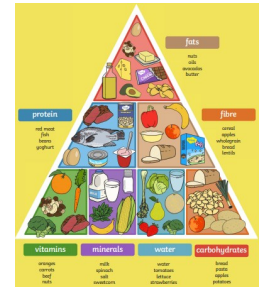 fats
nuts
oils
avocados
butter
protein
red meat
fish
beans
yoghurt
fibre
cereal
apples
wholegrain
bread
lentils
vitamins
oranges
carrots
beef
nuts
minerals
milk
spinach
salt
sweetcorn
water
water
tomatoes
lettuce
strawberries
carbohydrates
bread
pasta
apples
potatoes